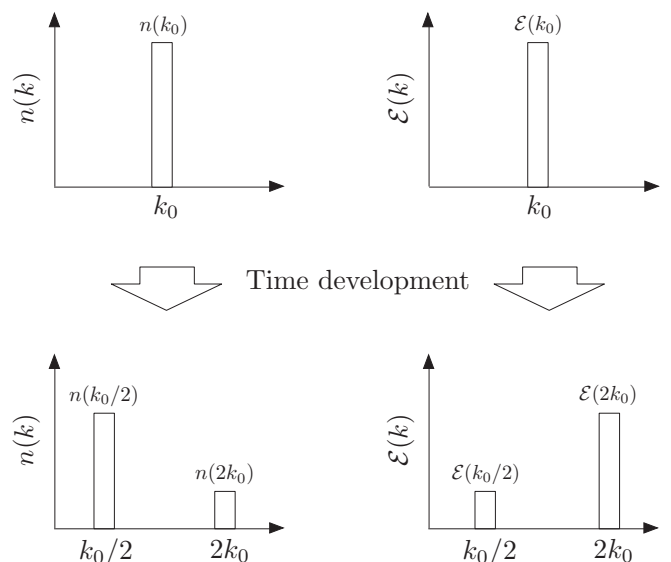 n(k₀)
n(k)
k₀
ℰ(k₀)
ℰ(k)
k₀
Time development
n(k₀/2)
n(2k₀)
n(k)
k₀/2
2k₀
ℰ(2k₀)
ℰ(k₀/2)
ℰ(k)
k₀/2
2k₀